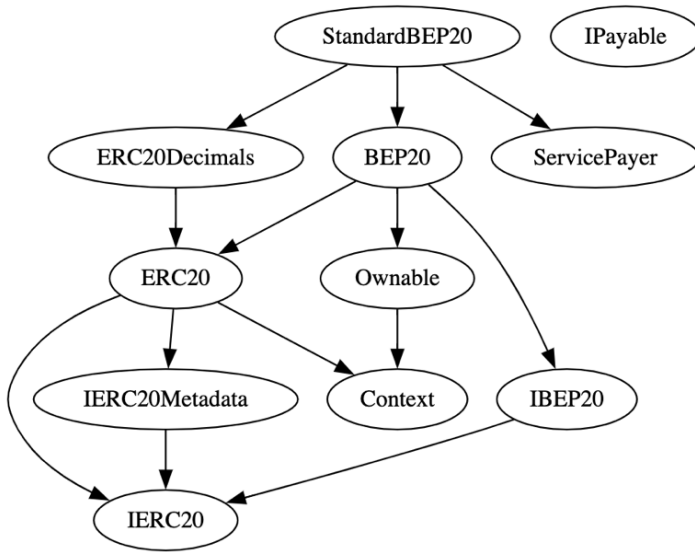 StandardBEP20
IPayable
ERC20Decimals
BEP20
ServicePayer
ERC20
Ownable
IERC20Metadata
Context
IBEP20
IERC20